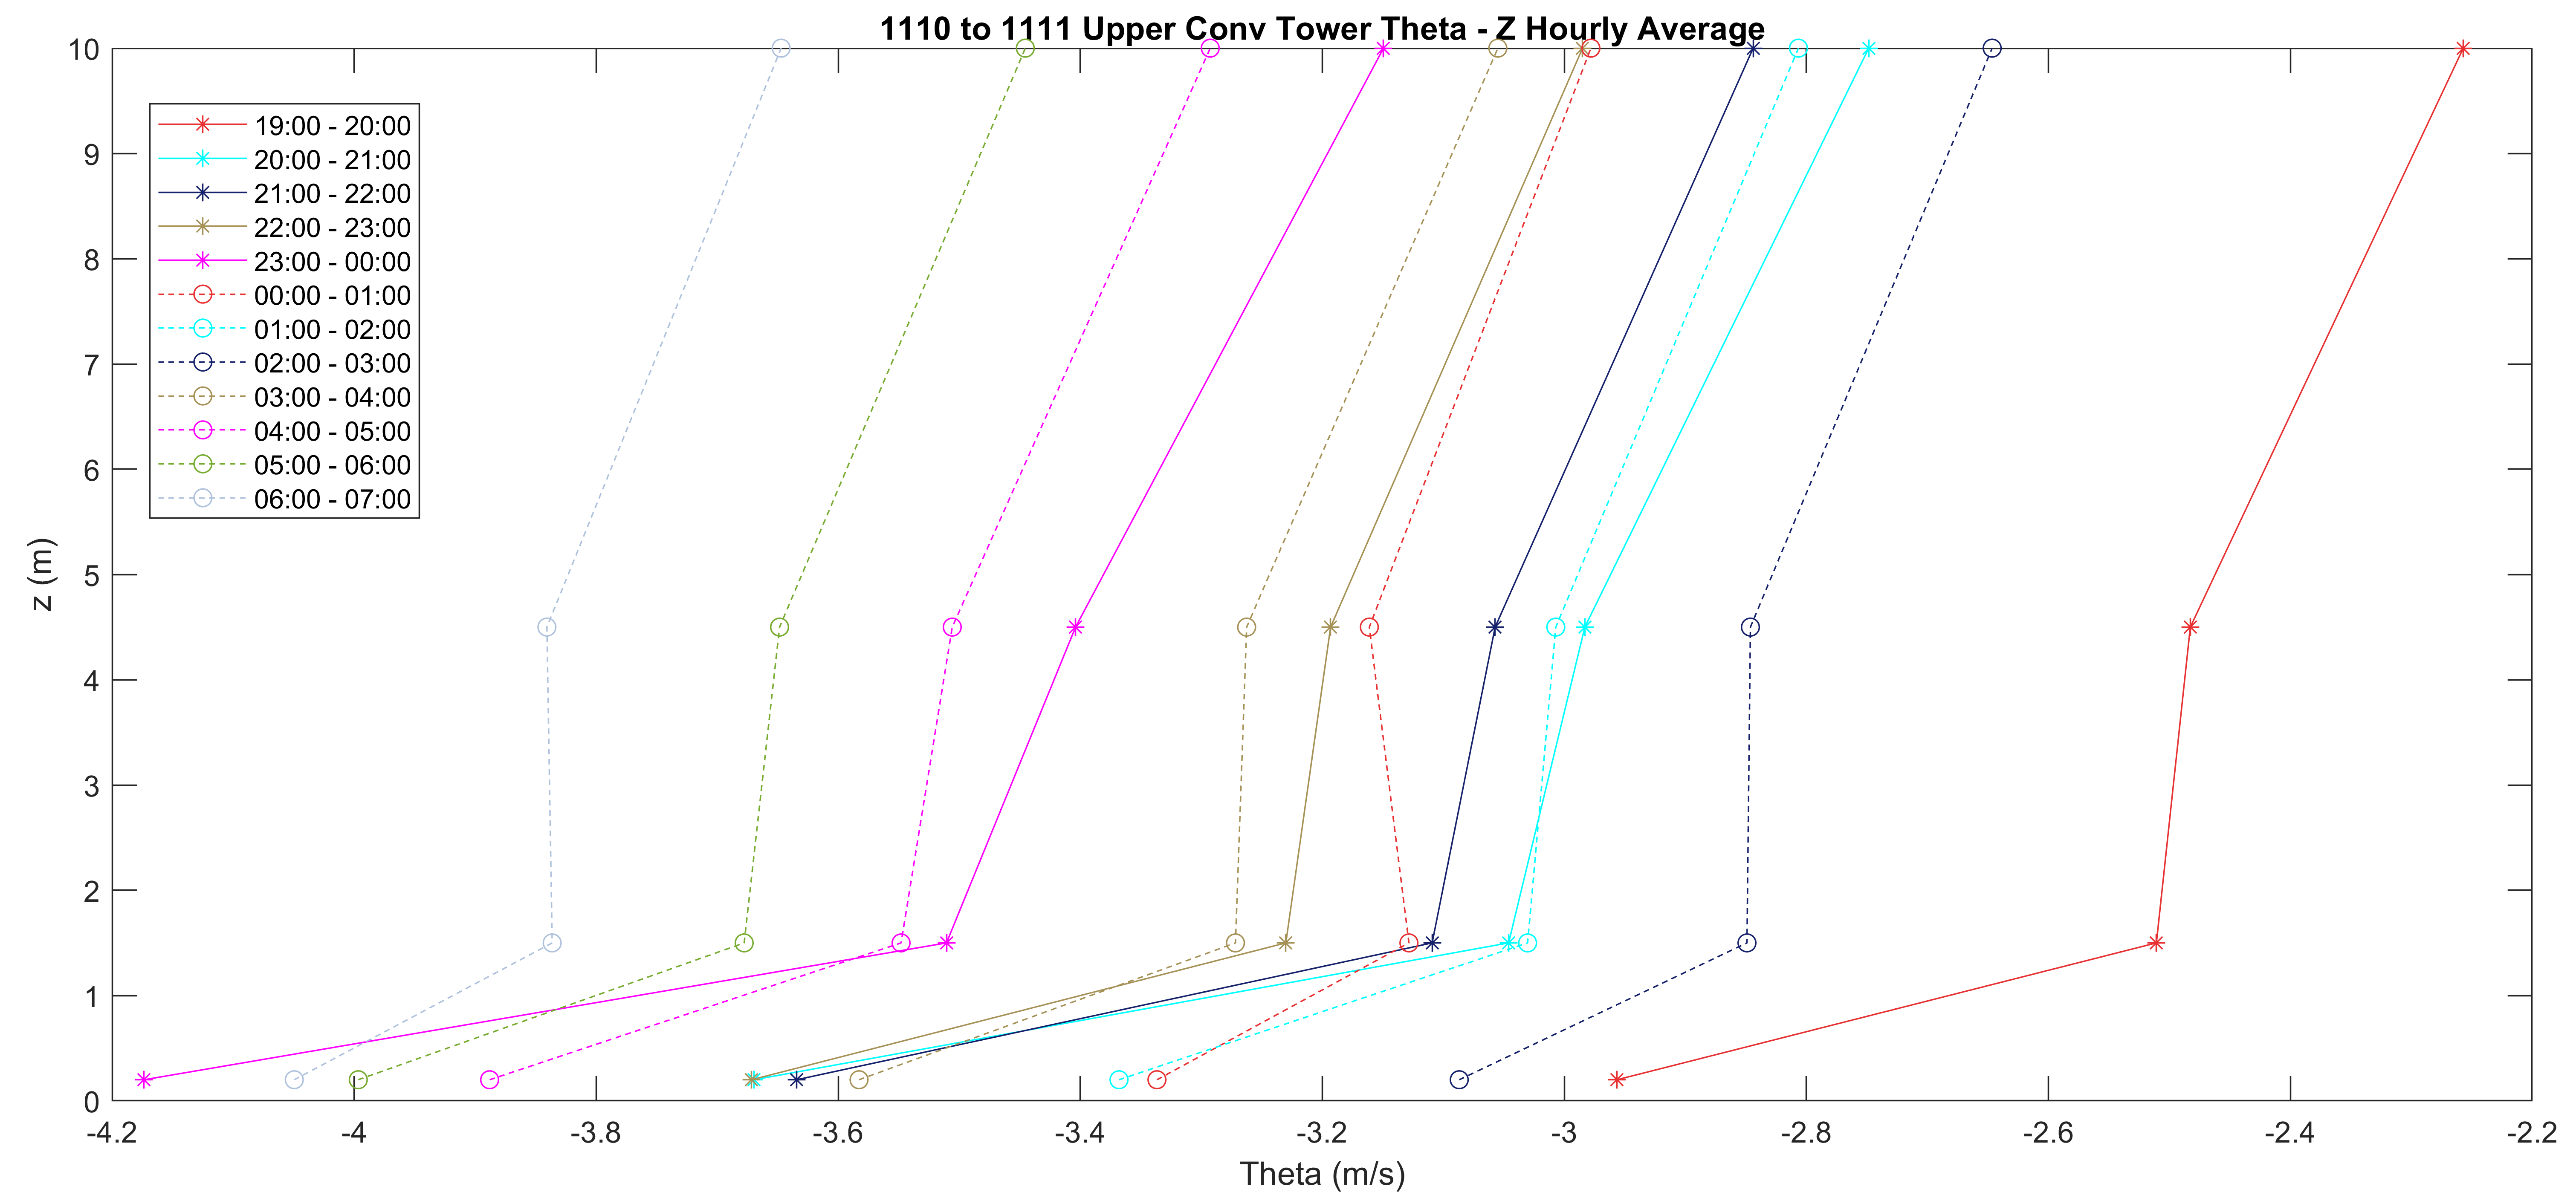 1110 to 1111 Upper Conv Tower Theta - Z Hourly Average
10
9
8
7
6
5
4
3
2
1
0
z (m)
19:00 - 20:00
20:00 - 21:00
21:00 - 22:00
22:00 - 23:00
23:00 - 00:00
00:00 - 01:00
01:00 - 02:00
02:00 - 03:00
03:00 - 04:00
04:00 - 05:00
05:00 - 06:00
06:00 - 07:00
-4.2 -4 -3.8 -3.6 -3.4 -3.2 -3 -2.8 -2.6 -2.4 -2.2
Theta (m/s)